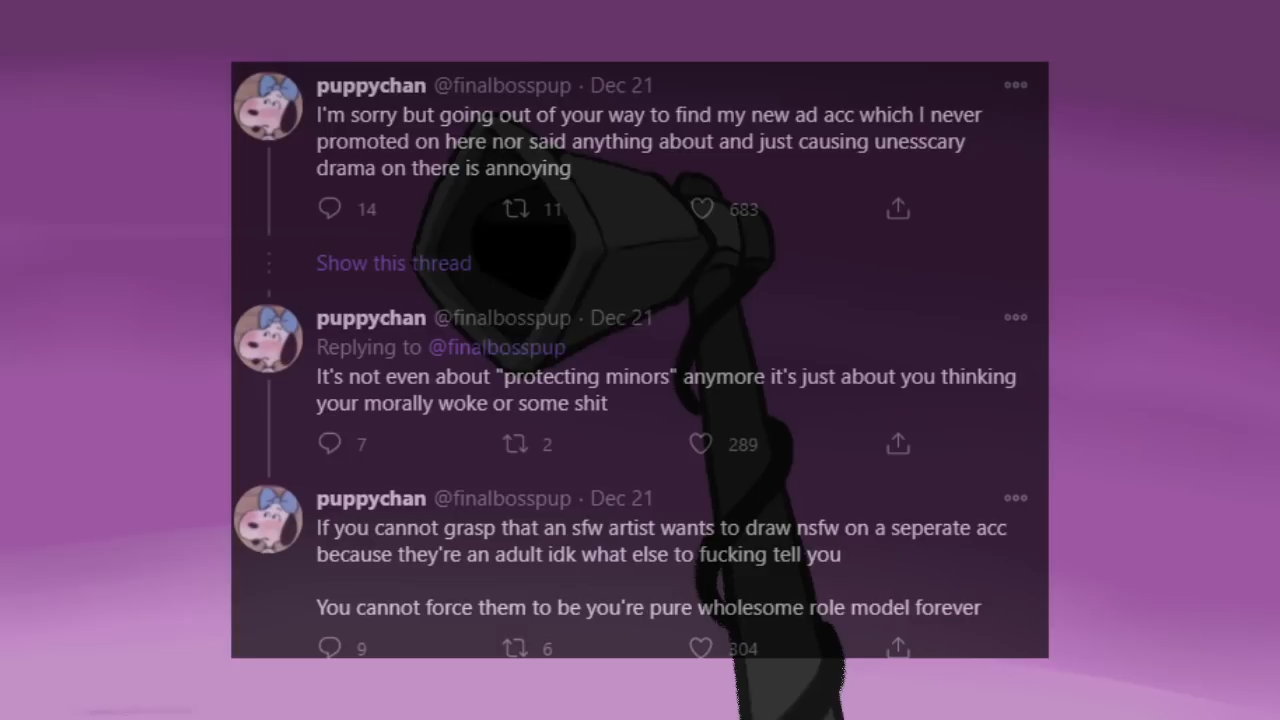 puppychan @finalbosspup · Dec 21
I'm sorry but going out of your way to find my new ad acc which I never
promoted on here nor said anything about and just causing unesscary
drama on there is annoying
14 11 683
Show this thread
puppychan @finalbosspup · Dec 21
Replying to @finalbosspup
It's not even about "protecting minors" anymore it's just about you thinking
your morally woke or some shit
7 2 289
puppychan @finalbosspup · Dec 21
If you cannot grasp that an sfw artist wants to draw nsfw on a seperate acc
because they're an adult idk what else to fucking tell you
You cannot force them to be you're pure wholesome role model forever
9 6 304